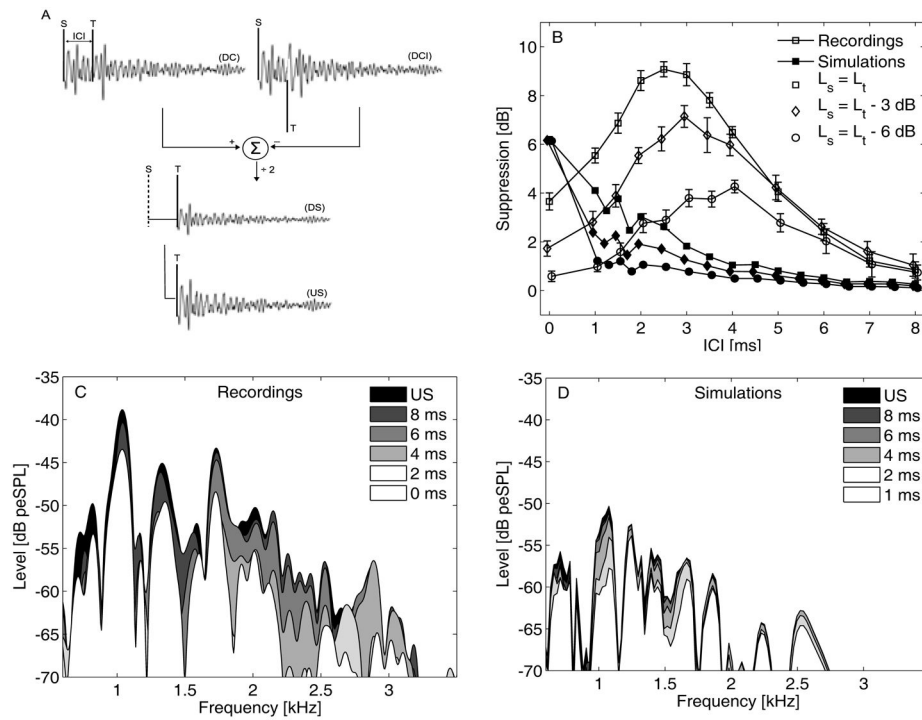 A
S
T
ICI
(DC)
S
(DCI)
T
+
Σ
−
÷ 2
S
T
(DS)
T
(US)
B
Recordings
Simulations
L_s = L_t
L_s = L_t - 3 dB
L_s = L_t - 6 dB
Suppression [dB]
10
8
6
4
2
0
0 1 2 3 4 5 6 7 8
ICI [ms]
C
Recordings
US
8 ms
6 ms
4 ms
2 ms
0 ms
Level [dB peSPL]
-35
-40
-45
-50
-55
-60
-65
-70
1 1.5 2 2.5 3
Frequency [kHz]
D
Simulations
US
8 ms
6 ms
4 ms
2 ms
1 ms
Level [dB peSPL]
-35
-40
-45
-50
-55
-60
-65
-70
1 1.5 2 2.5 3
Frequency [kHz]